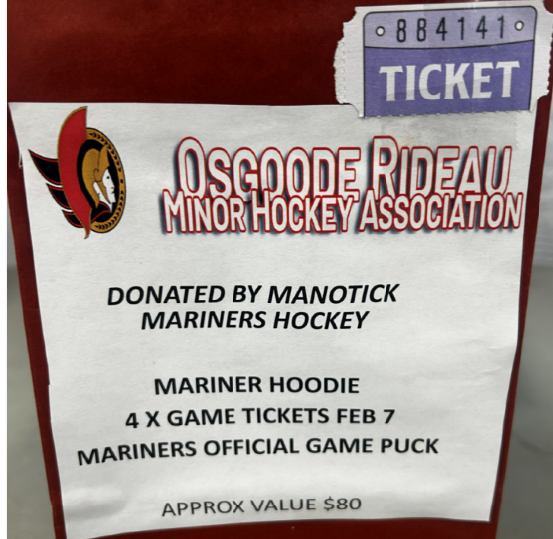 884141
TICKET
OSGOODE RIDEAU
MINOR HOCKEY ASSOCIATION
DONATED BY MANOTICK
MARINERS HOCKEY
MARINER HOODIE
4 X GAME TICKETS FEB 7
MARINERS OFFICIAL GAME PUCK
APPROX VALUE $80